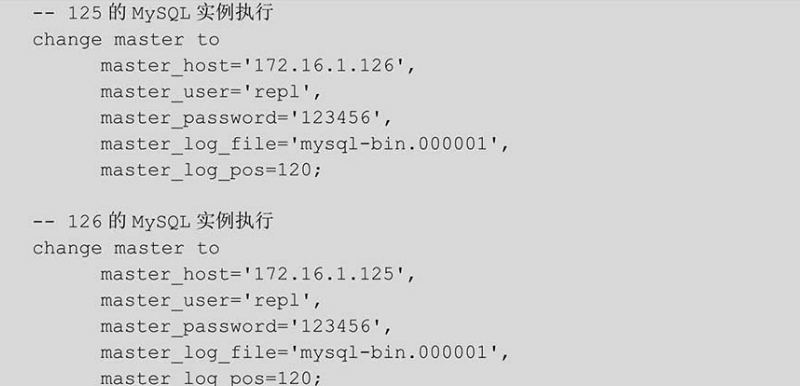 -- 125 的 MySQL 实例执行
change master to
master_host='172.16.1.126',
master_user='repl',
master_password='123456',
master_log_file='mysql-bin.000001',
master_log_pos=120;
-- 126 的 MySQL 实例执行
change master to
master_host='172.16.1.125',
master_user='repl',
master_password='123456',
master_log_file='mysql-bin.000001',
master_log_pos=120;